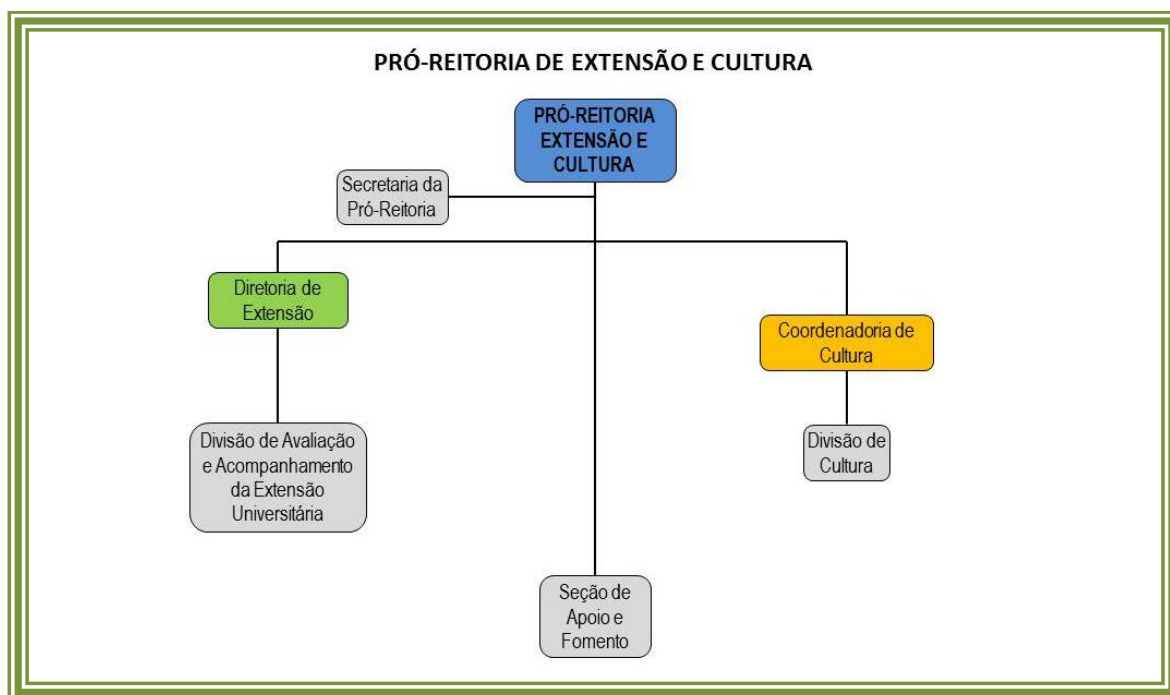 PRÓ-REITORIA DE EXTENSÃO E CULTURA
PRÓ-REITORIA
EXTENSÃO E
CULTURA
Secretaria da
Pró-Reitoria
Diretoria de
Extensão
Coordenadoria de
Cultura
Divisão de Avaliação
e Acompanhamento
da Extensão
Universitária
Divisão de
Cultura
Seção de
Apoio e
Fomento